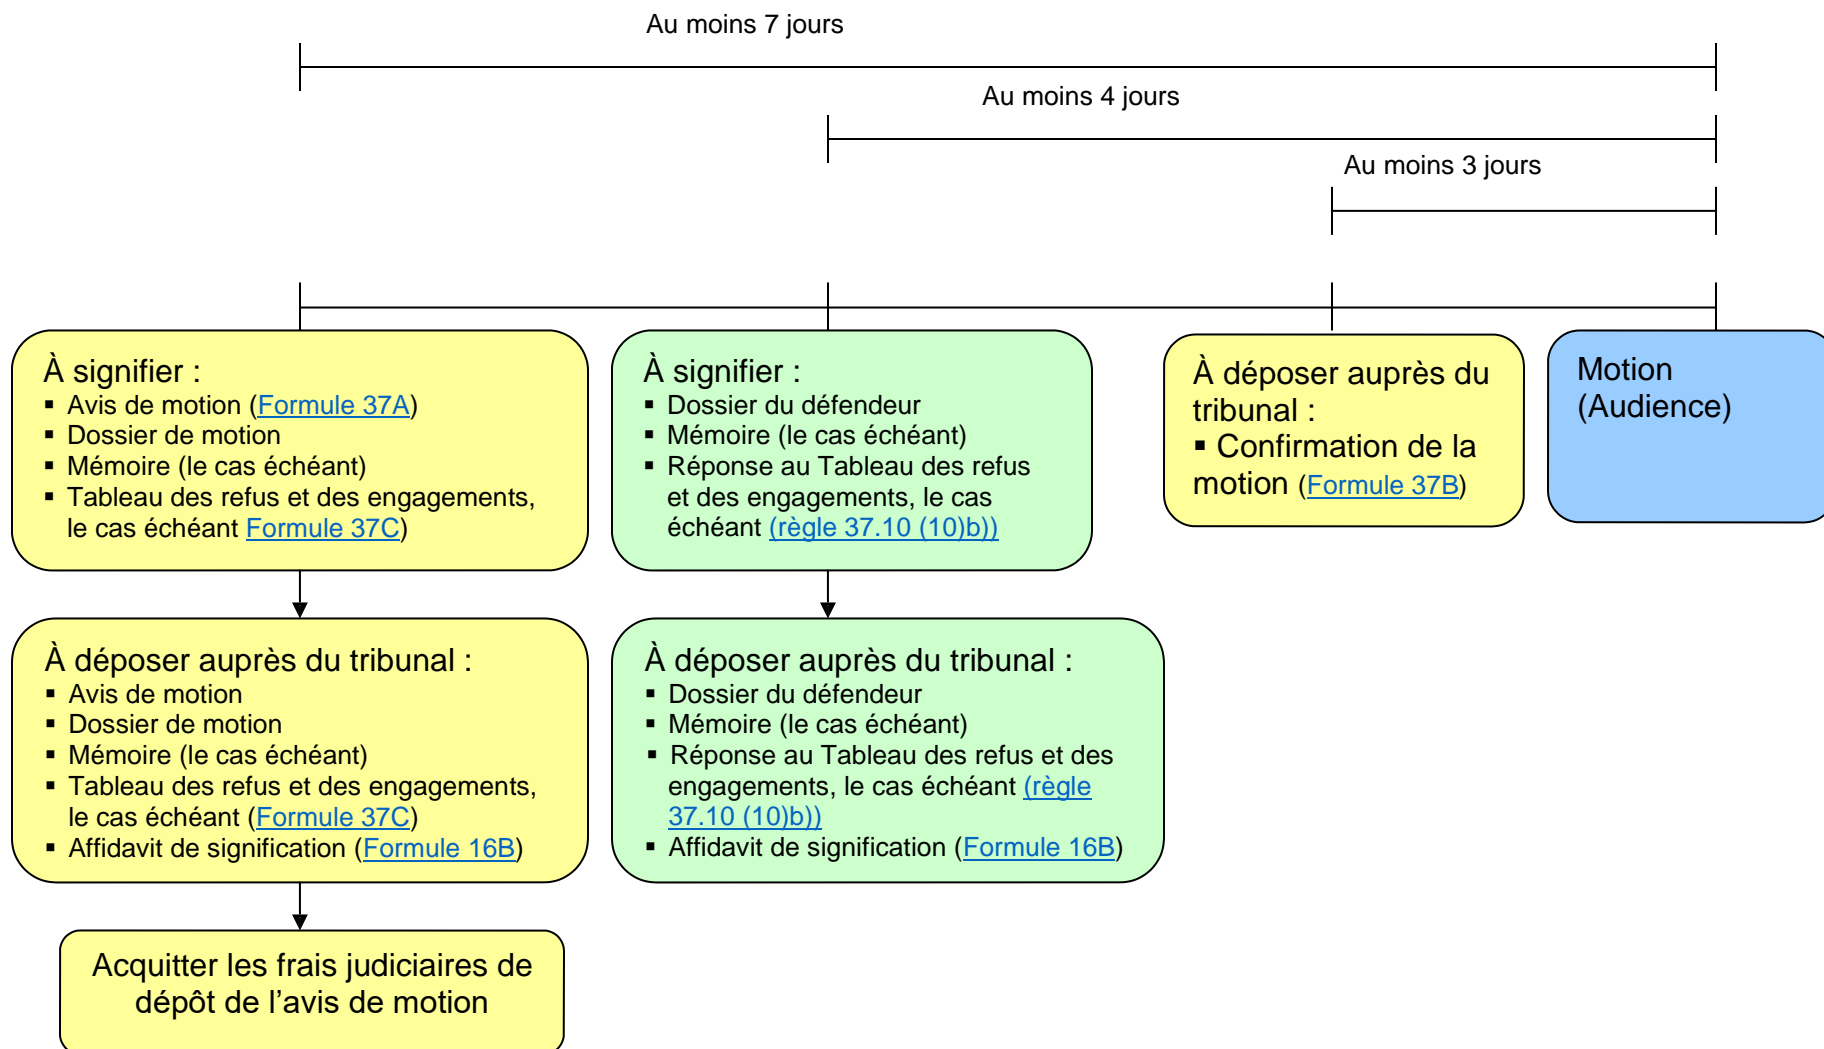 Au moins 7 jours
Au moins 4 jours
Au moins 3 jours
À signifier :
▪ Avis de motion (Formule 37A)
▪ Dossier de motion
▪ Mémoire (le cas échéant)
▪ Tableau des refus et des engagements,
le cas échéant Formule 37C)
À signifier :
▪ Dossier du défendeur
▪ Mémoire (le cas échéant)
▪ Réponse au Tableau des refus
et des engagements, le cas
échéant (règle 37.10 (10)b))
À déposer auprès du
tribunal :
▪ Confirmation de la
motion (Formule 37B)
Motion
(Audience)
À déposer auprès du tribunal :
▪ Avis de motion
▪ Dossier de motion
▪ Mémoire (le cas échéant)
▪ Tableau des refus et des engagements,
le cas échéant (Formule 37C)
▪ Affidavit de signification (Formule 16B)
À déposer auprès du tribunal :
▪ Dossier du défendeur
▪ Mémoire (le cas échéant)
▪ Réponse au Tableau des refus et des
engagements, le cas échéant (règle
37.10 (10)b))
▪ Affidavit de signification (Formule 16B)
Acquitter les frais judiciaires de
dépôt de l’avis de motion